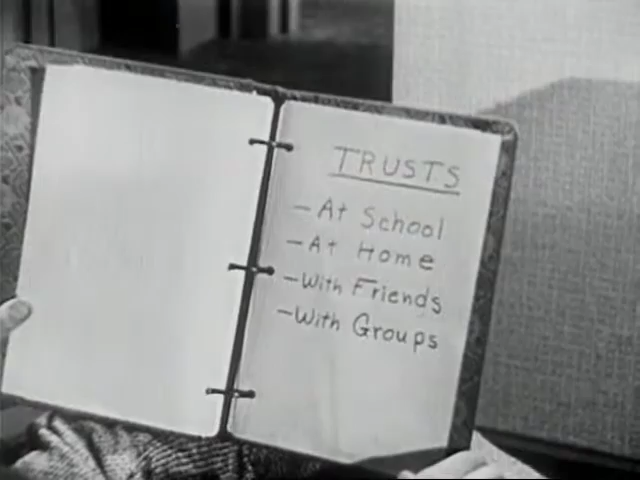 TRUSTS
- At School
- At Home
- With Friends
- With Groups